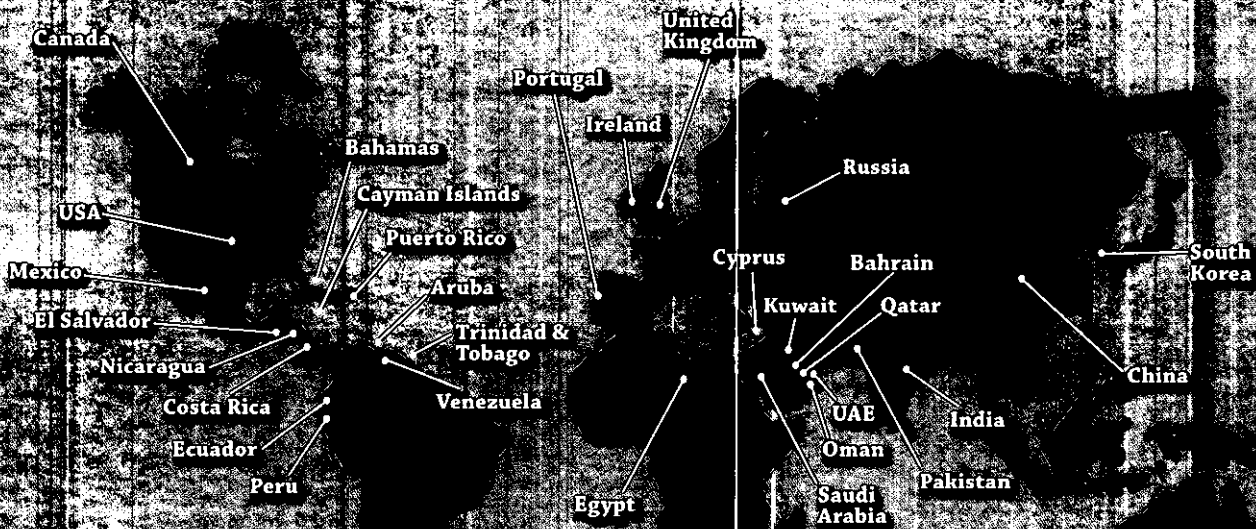 Canada
United
Kingdom
Portugal
Ireland
Bahamas
Russia
Cayman Islands
USA
Puerto Rico
South
Korea
Cyprus
Bahrain
Mexico
Aruba
Kuwait
Qatar
El Salvador
Trinidad &
Tobago
Nicaragua
China
Costa Rica
Venezuela
UAE
India
Ecuador
Oman
Peru
Pakistan
Egypt
Saudi
Arabia